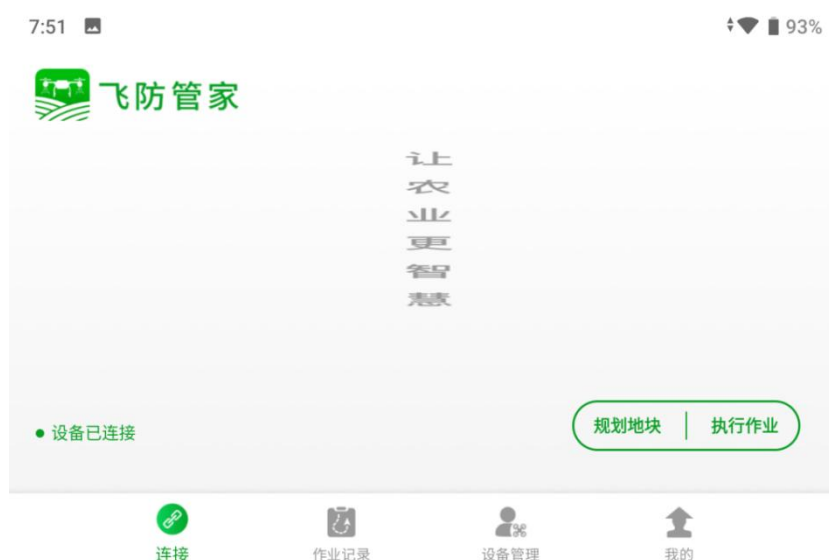 7:51
93%
飞防管家
让
农
业
更
智
慧
设备已连接
规划地块
执行作业
连接
作业记录
设备管理
我的